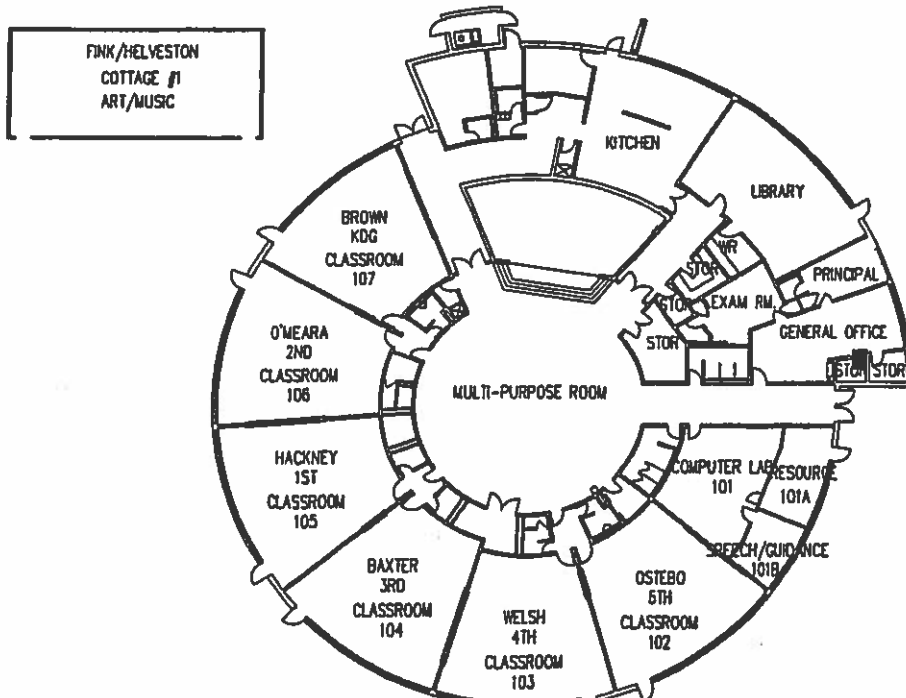 FINK/HELVESTON
COTTAGE #1
ART/MUSIC
KITCHEN
LIBRARY
BROWN
KDG
CLASSROOM
107
WR
STOR
PRINCIPAL
STOR
EXAM RM.
GENERAL OFFICE
STOR
O'MEARA
2ND
CLASSROOM
106
STOR
STOR
MULTI-PURPOSE ROOM
HACKNEY
1ST
CLASSROOM
105
COMPUTER LAB
101
RESOURCE
101A
SPEECH/GUIDANCE
101B
BAXTER
3RD
CLASSROOM
104
OSTEBO
5TH
CLASSROOM
102
WELSH
4TH
CLASSROOM
103